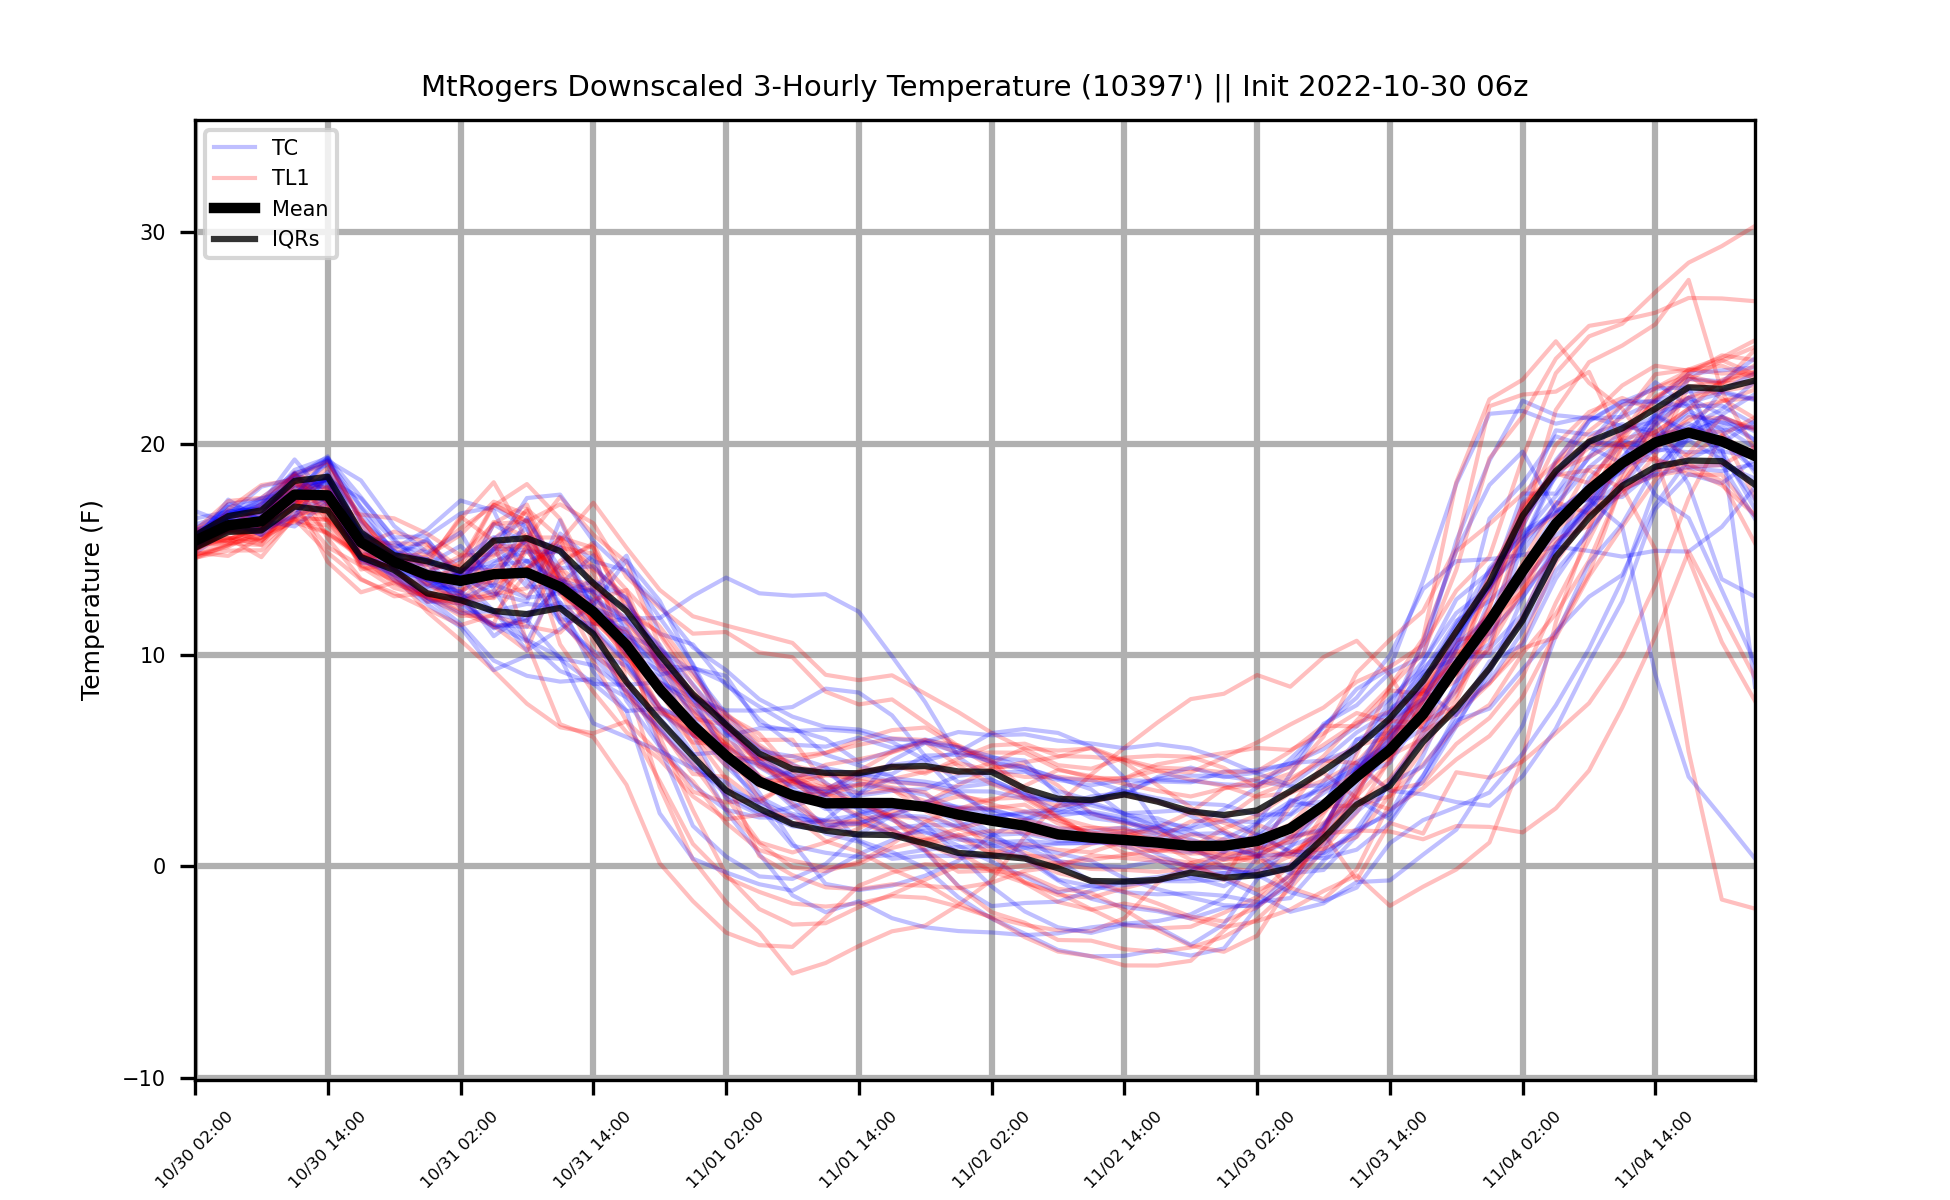 MtRogers Downscaled 3-Hourly Temperature (10397') || Init 2022-10-30 06z
TC
TL1
Mean
IQRs
Temperature (F)
30
20
10
0
−10
10/30 02:00
10/30 14:00
10/31 02:00
10/31 14:00
11/01 02:00
11/01 14:00
11/02 02:00
11/02 14:00
11/03 02:00
11/03 14:00
11/04 02:00
11/04 14:00